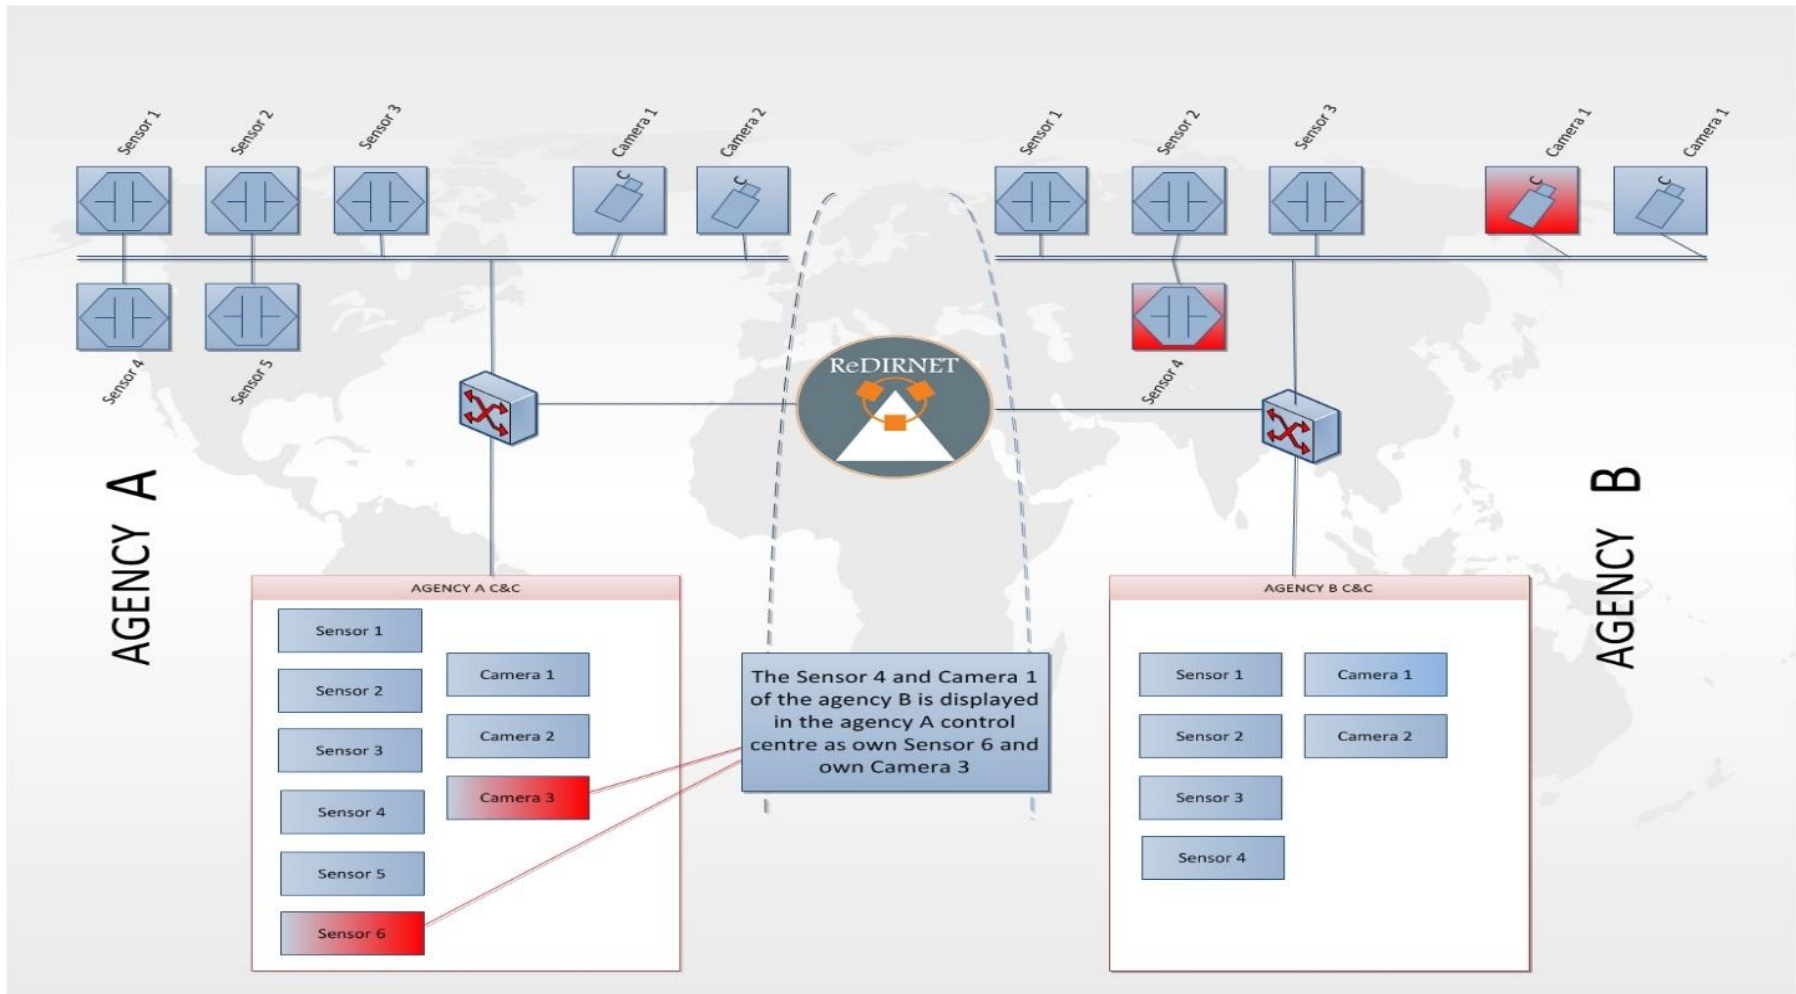 Sensor 1
Sensor 2
Sensor 3
Camera 1
Camera 2
Sensor 1
Sensor 2
Sensor 3
Camera 1
Camera 1
C
C
C
C
Sensor 4
Sensor 5
Sensor 4
ReDIRNET
AGENCY A
AGENCY B
AGENCY A C&C
Sensor 1
Sensor 2
Sensor 3
Sensor 4
Sensor 5
Sensor 6
Camera 1
Camera 2
Camera 3
The Sensor 4 and Camera 1
of the agency B is displayed
in the agency A control
centre as own Sensor 6 and
own Camera 3
AGENCY B C&C
Sensor 1
Sensor 2
Sensor 3
Sensor 4
Camera 1
Camera 2